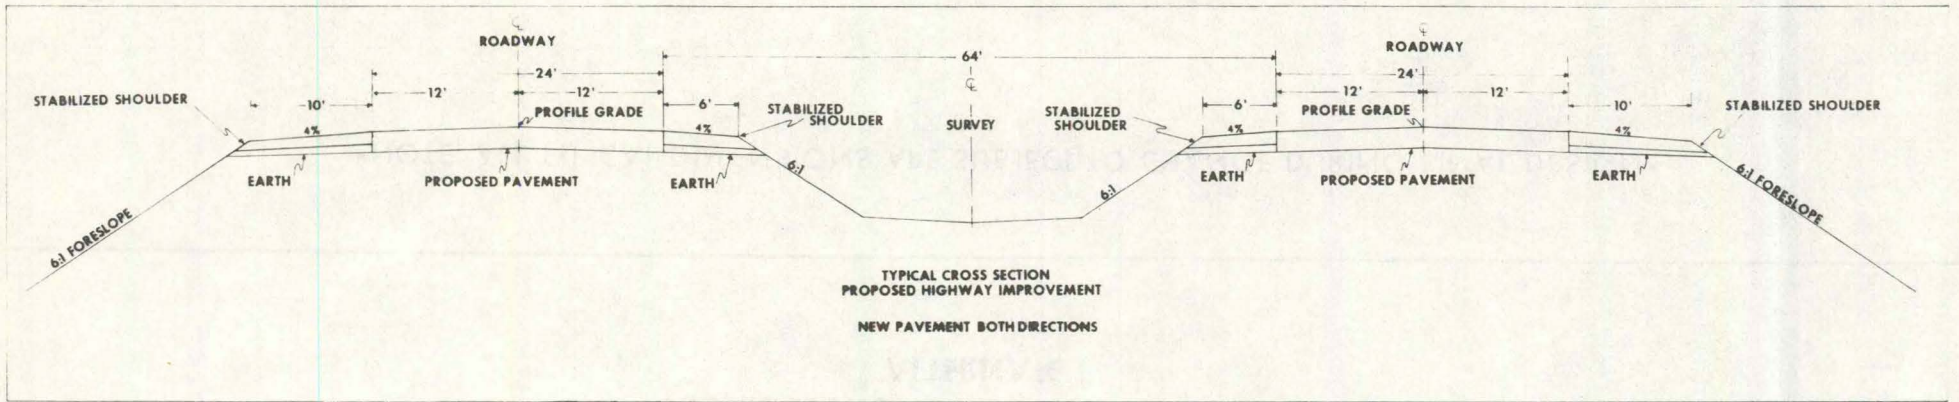 ℄
ROADWAY
24'
12'
12'
10'
6'
STABILIZED SHOULDER
PROFILE GRADE
STABILIZED
SHOULDER
4%
4%
EARTH
PROPOSED PAVEMENT
EARTH
6:1
6:1 FORESLOPE
64'
℄
SURVEY
℄
ROADWAY
24'
12'
12'
6'
10'
STABILIZED
SHOULDER
PROFILE GRADE
STABILIZED SHOULDER
4%
4%
6:1
EARTH
PROPOSED PAVEMENT
EARTH
6:1 FORESLOPE
TYPICAL CROSS SECTION
PROPOSED HIGHWAY IMPROVEMENT
NEW PAVEMENT BOTH DIRECTIONS